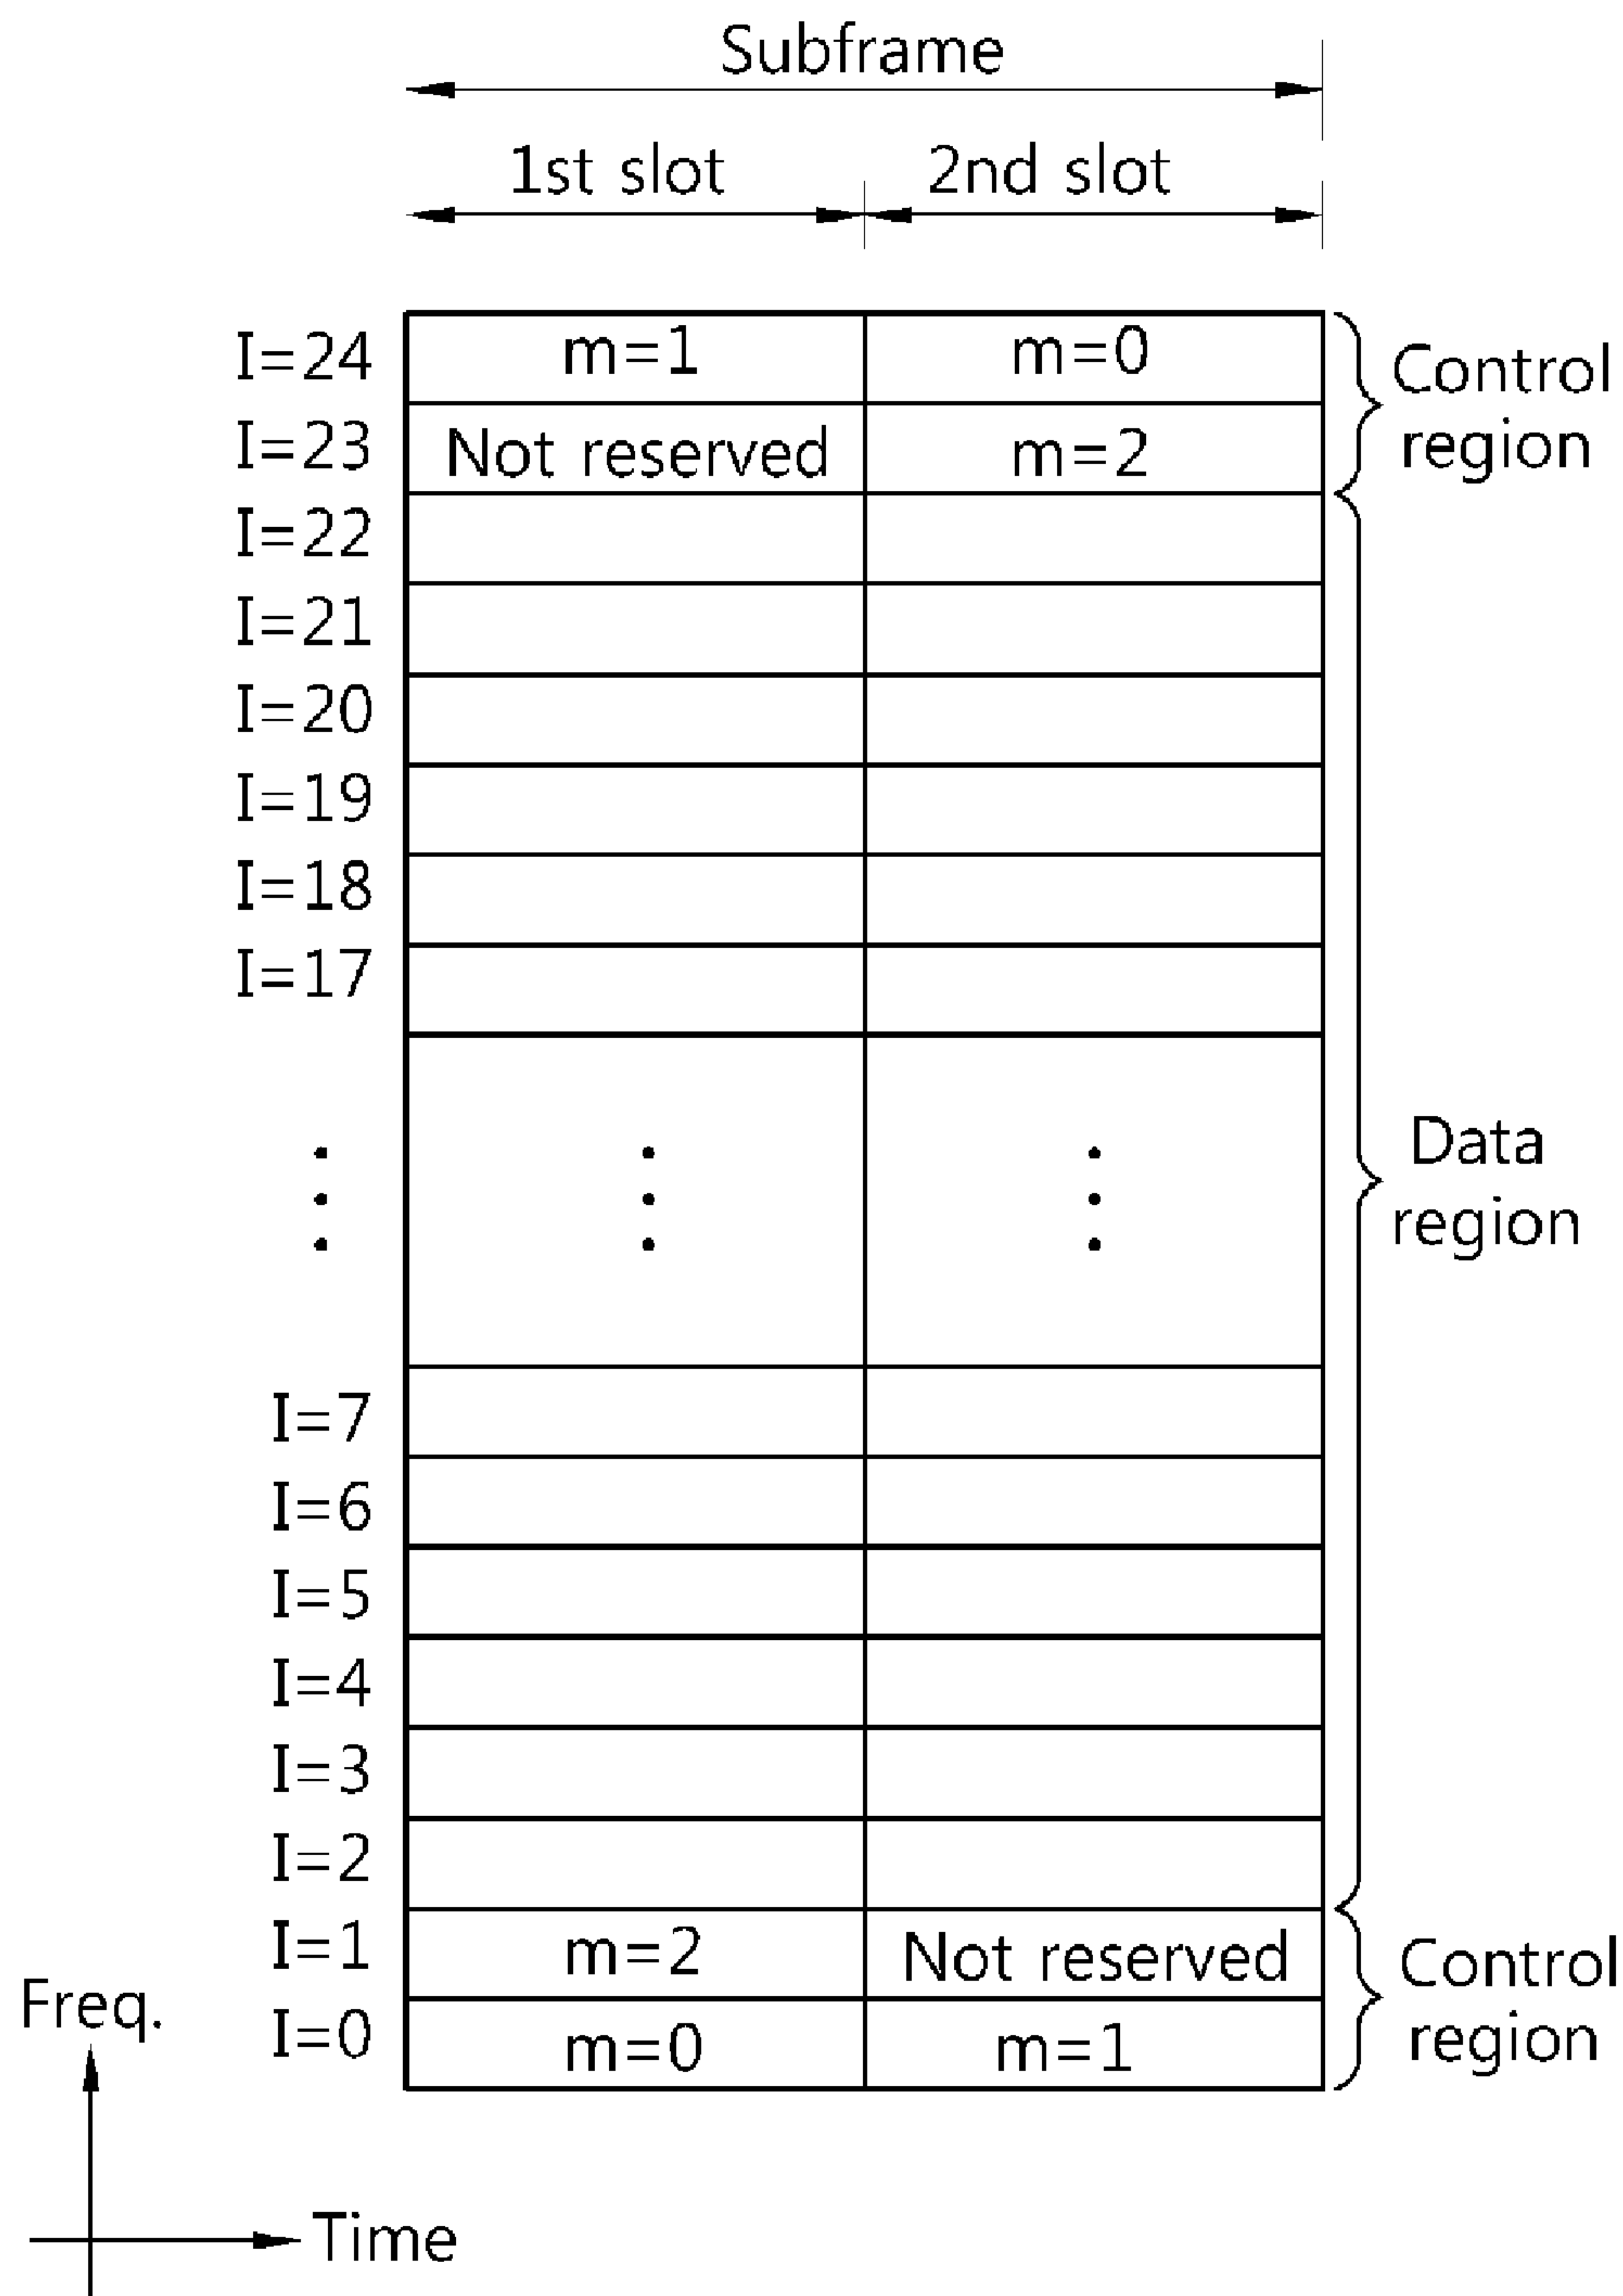 Subframe
1st slot 2nd slot
I=24 m=1 m=0
Control
region
I=23 Not reserved m=2
I=22
I=21
I=20
I=19
I=18
I=17
Data
region
I=7
I=6
I=5
I=4
I=3
I=2
I=1 m=2 Not reserved
Control
region
I=0 m=0 m=1
Freq.
Time